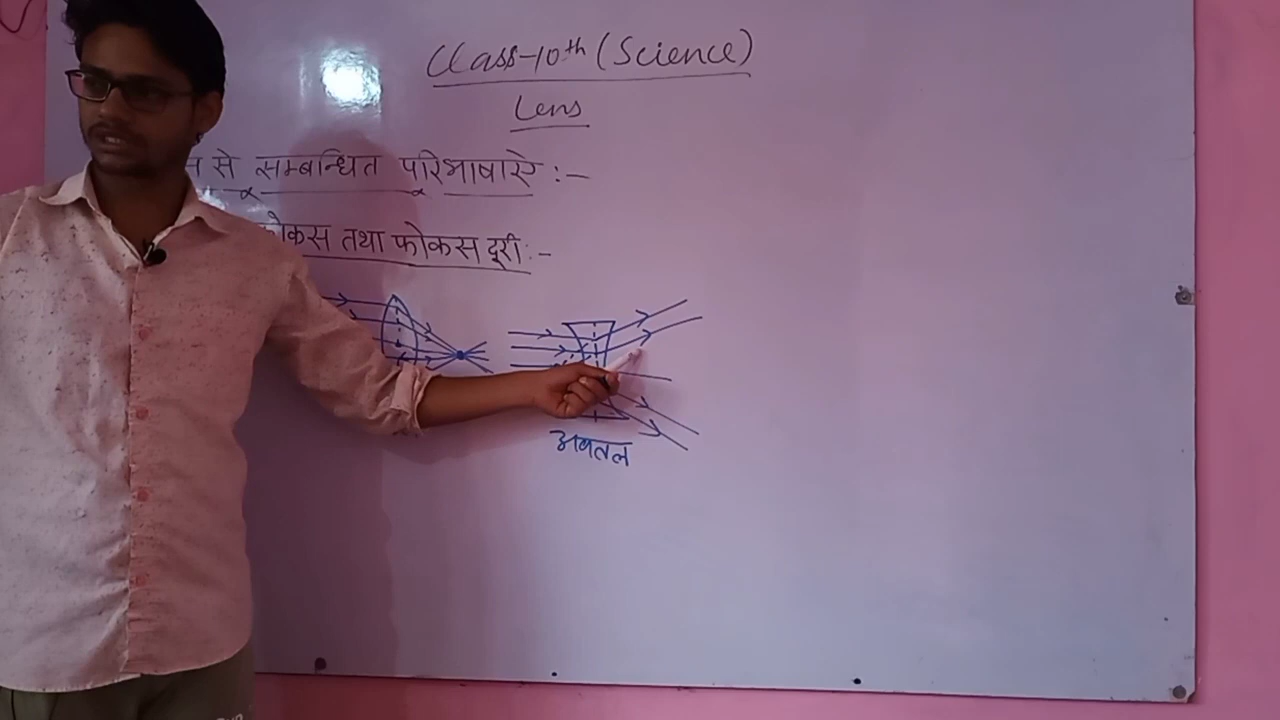 Class-10th (Science)
Lens
से सम्बन्धित परिभाषाऐ :-
फोकस तथा फोकस दूरी:-
अवतल